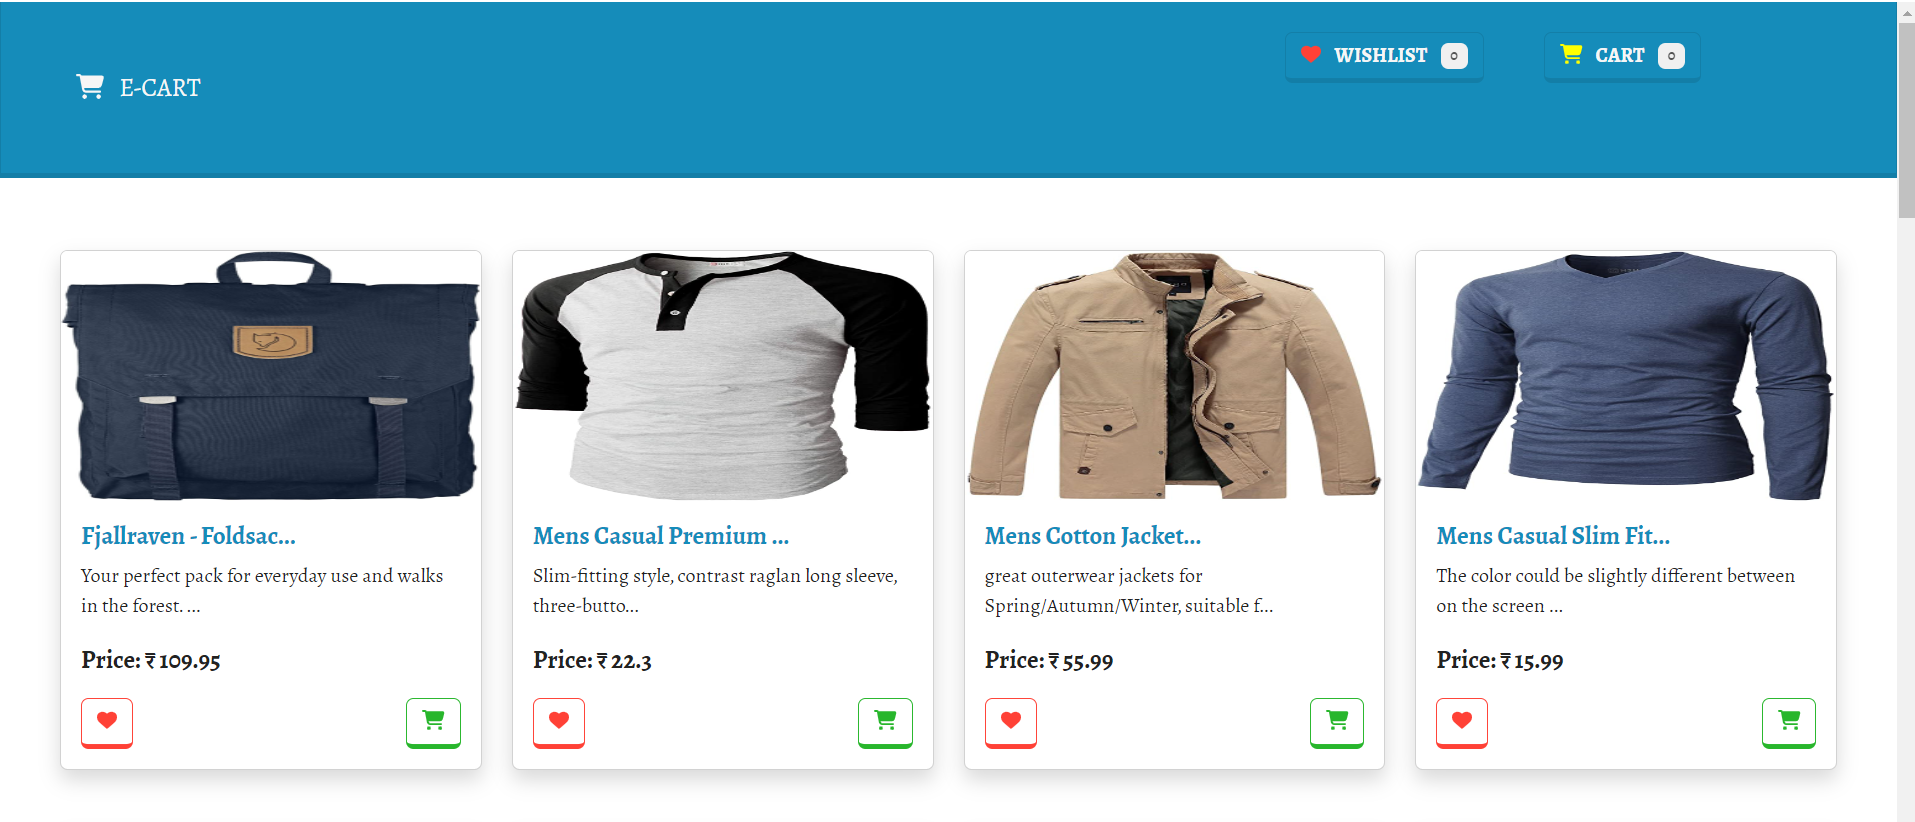 E-CART
WISHLIST 0
CART 0
Fjallraven - Foldsac...
Your perfect pack for everyday use and walks
in the forest. ...
Price: ₹ 109.95
Mens Casual Premium ...
Slim-fitting style, contrast raglan long sleeve,
three-butto...
Price: ₹ 22.3
Mens Cotton Jacket...
great outerwear jackets for
Spring/Autumn/Winter, suitable f...
Price: ₹ 55.99
Mens Casual Slim Fit...
The color could be slightly different between
on the screen ...
Price: ₹ 15.99